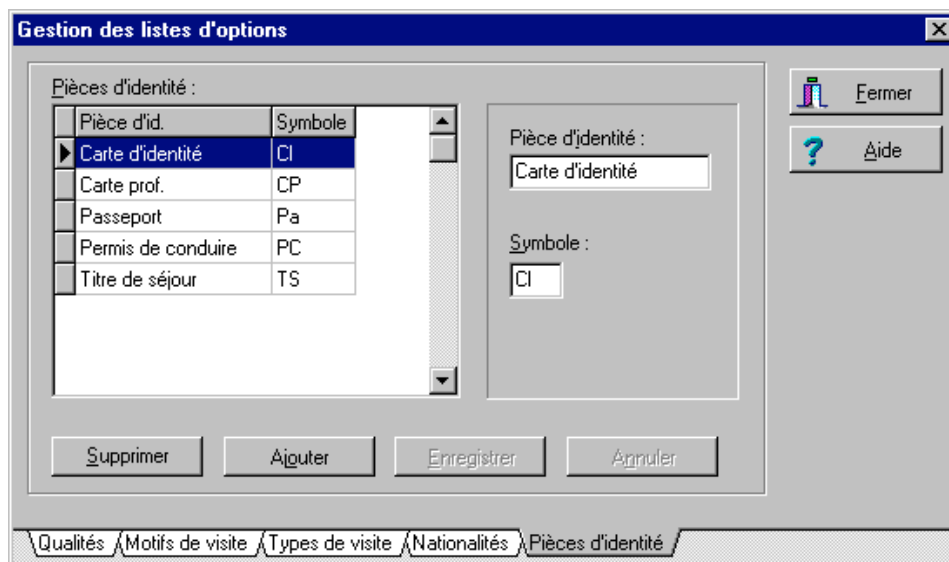 Gestion des listes d'options
Pièces d'identité :
Pièce d'id. Symbole
Carte d'identité CI
Carte prof. CP
Passeport Pa
Permis de conduire PC
Titre de séjour TS
Pièce d'identité :
Carte d'identité
Symbole :
CI
Fermer
Aide
Supprimer Ajouter Enregistrer Annuler
Qualités Motifs de visite Types de visite Nationalités Pièces d'identité